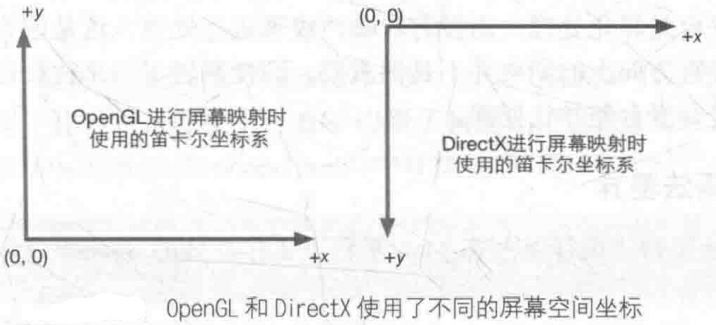 +y
OpenGL进行屏幕映射时
使用的笛卡尔坐标系
(0, 0)
+x
(0, 0)
+x
DirectX进行屏幕映射时
使用的笛卡尔坐标系
+y
OpenGL 和 DirectX 使用了不同的屏幕空间坐标